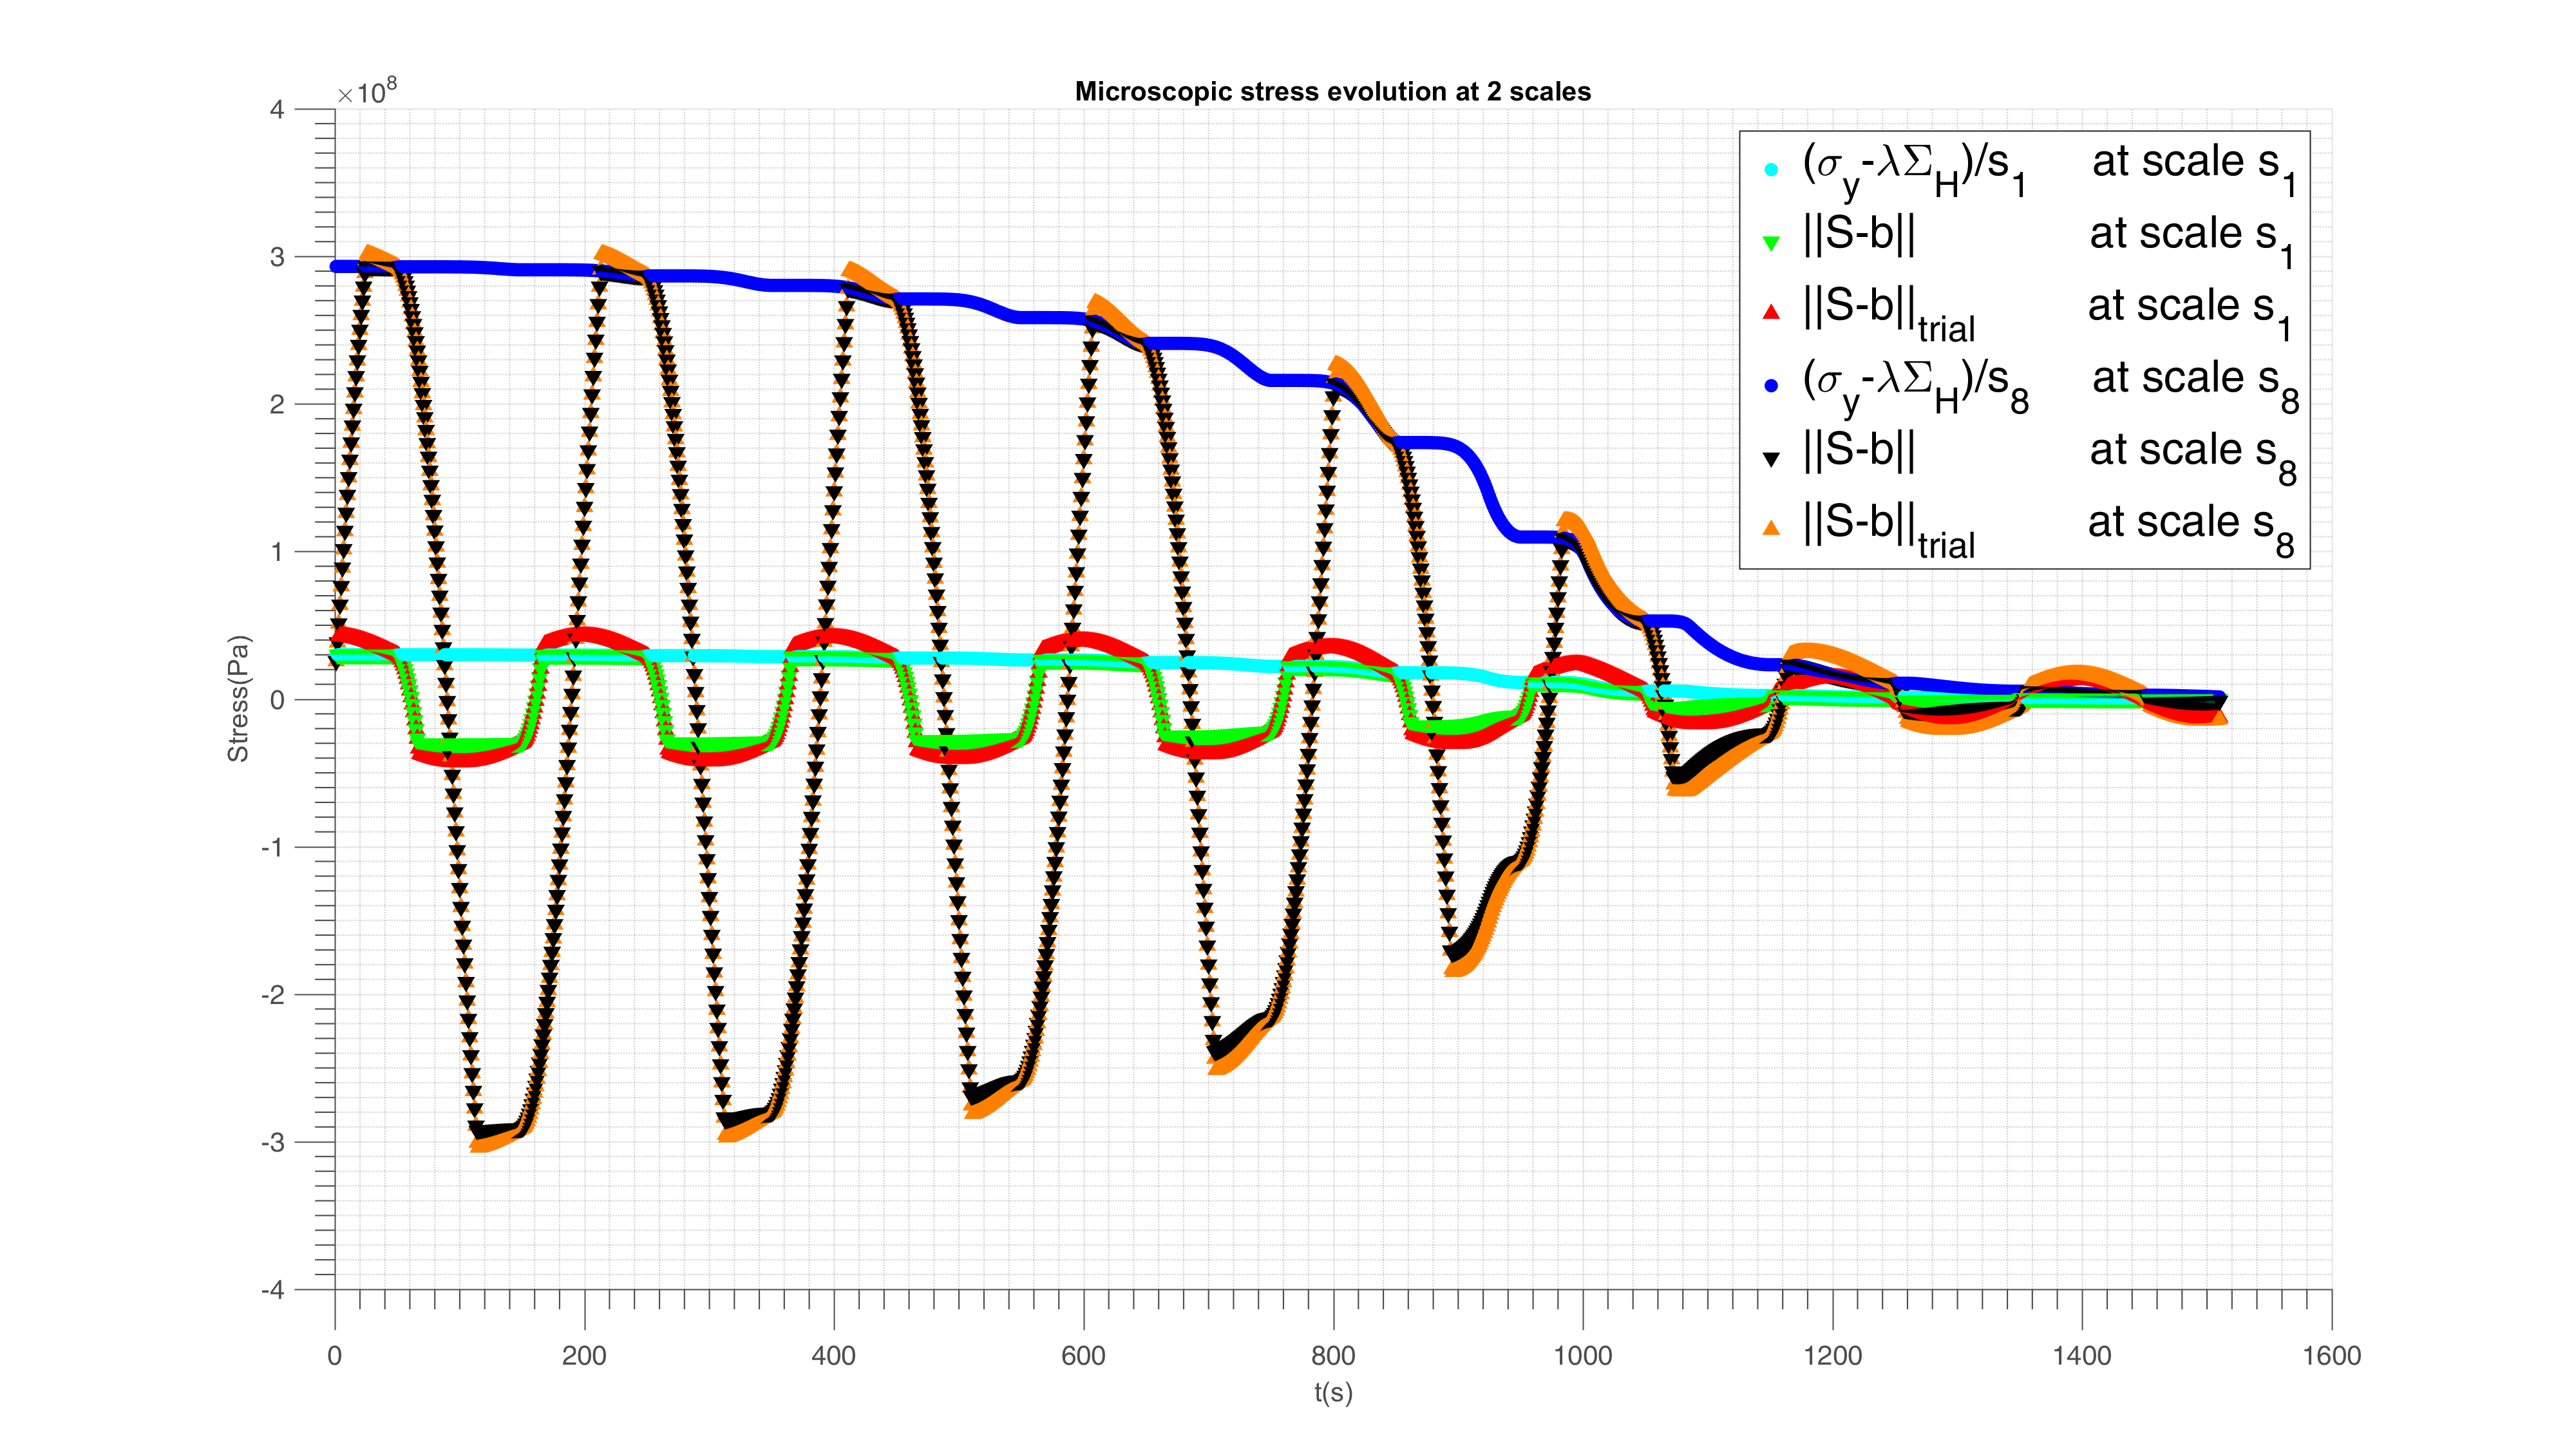 Microscopic stress evolution at 2 scales
×10⁸
4
3
2
1
0
-1
-2
-3
-4
Stress(Pa)
0 200 400 600 800 1000 1200 1400 1600
t(s)
(σ_y-λΣ_H)/s_1 at scale s_1
||S-b|| at scale s_1
||S-b||_trial at scale s_1
(σ_y-λΣ_H)/s_8 at scale s_8
||S-b|| at scale s_8
||S-b||_trial at scale s_8